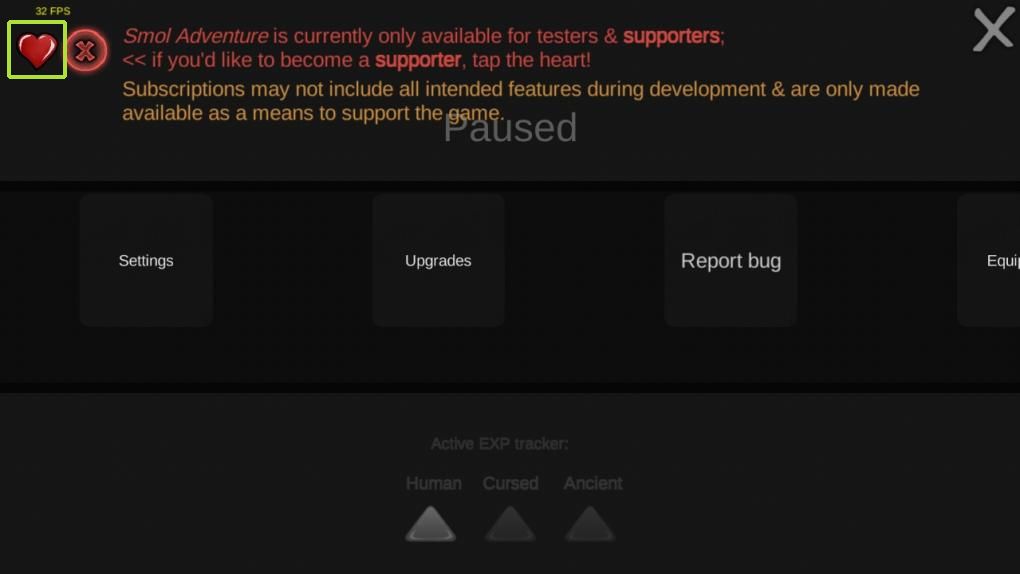 32 FPS
Smol Adventure is currently only available for testers & supporters;
<< if you'd like to become a supporter, tap the heart!
Subscriptions may not include all intended features during development & are only made
available as a means to support the game.
Paused
Settings
Upgrades
Report bug
Equip
Active EXP tracker:
Human Cursed Ancient